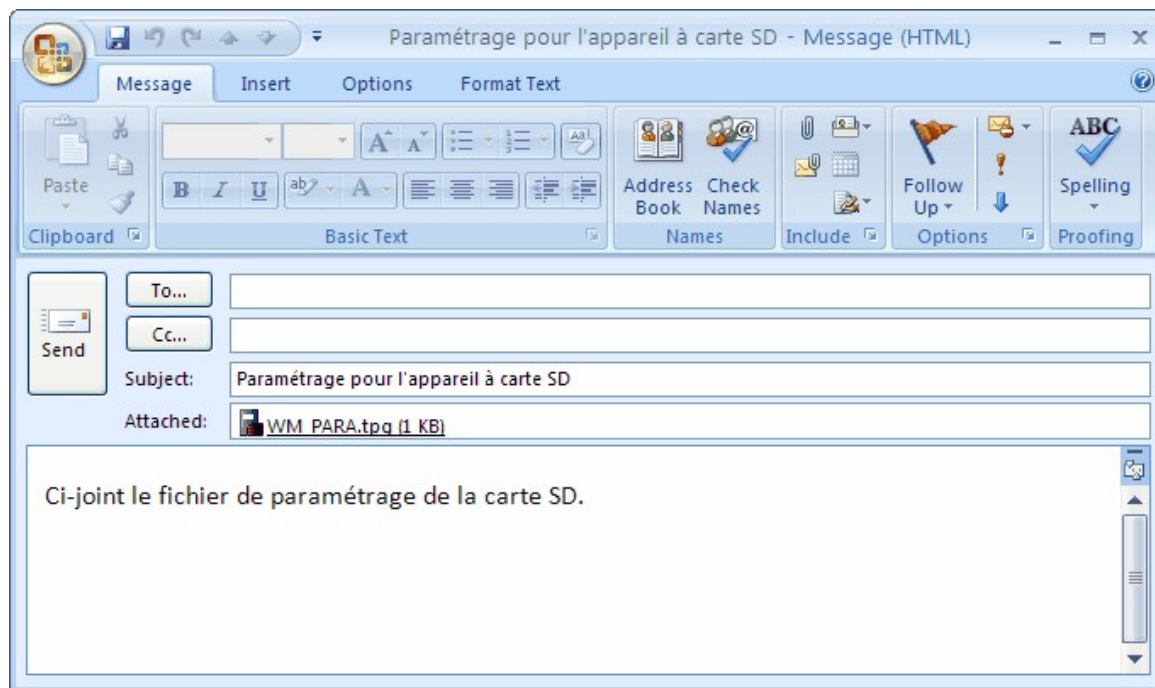 Paramétrage pour l'appareil à carte SD - Message (HTML)
Message Insert Options Format Text
Paste
Clipboard
B I U ab A
Basic Text
Address Book
Check Names
Names
Include
Follow Up
Options
ABC
Spelling
Proofing
Send
To...
Cc...
Subject: Paramétrage pour l'appareil à carte SD
Attached: WM_PARA.tpg (1 KB)
Ci-joint le fichier de paramétrage de la carte SD.